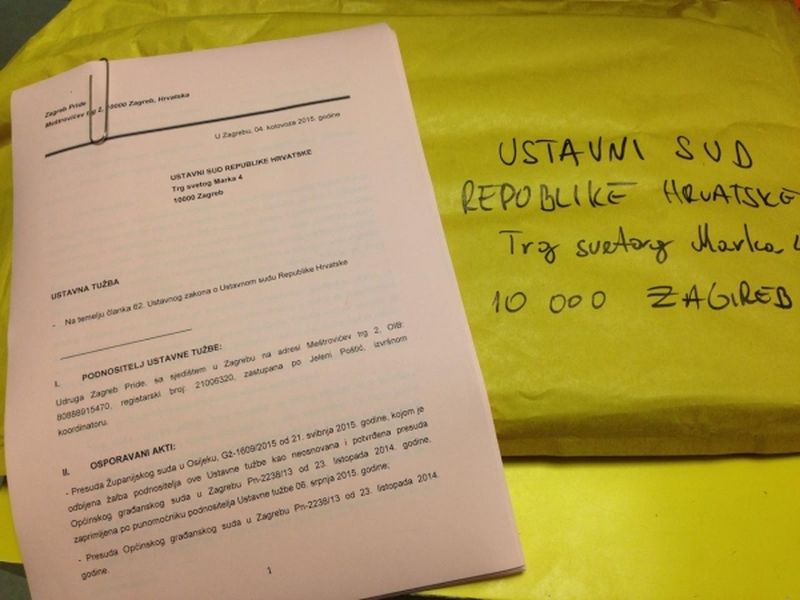 Zagreb Pride
Meštrovićev trg 2, 10000 Zagreb, Hrvatska
U Zagrebu, 04. kolovoza 2015. godine
USTAVNI SUD REPUBLIKE HRVATSKE
Trg svetog Marka 4
10000 Zagreb
USTAVNA TUŽBA
- Na temelju članka 62. Ustavnog zakona o Ustavnom sudu Republike Hrvatske
I. PODNOSITELJ USTAVNE TUŽBE:
Udruga Zagreb Pride, sa sjedištem u Zagrebu na adresi Meštrovićev trg 2, OIB:
80888915470, registarski broj: 21006320, zastupana po Jeleni Poštić, izvršnom
koordinatoru.
II. OSPORAVANI AKTI:
- Presuda Županijskog suda u Osijeku, Gž-1609/2015 od 21. svibnja 2015. godine, kojom je
odbijena žalba podnositelja ove Ustavne tužbe kao neosnovana i potvrđena presuda
Općinskog građanskog suda u Zagrebu Pn-2238/13 od 23. listopada 2014. godine,
zaprimljena po punomoćniku podnositelja Ustavne tužbe 06. srpnja 2015. godine;
- Presuda Općinskog građanskog suda u Zagrebu Pn-2238/13 od 23. listopada 2014.
godine.
1
USTAVNI SUD
REPUBLIKE HRVATSKE
Trg svetog Marka 4
10 000 ZAGREB